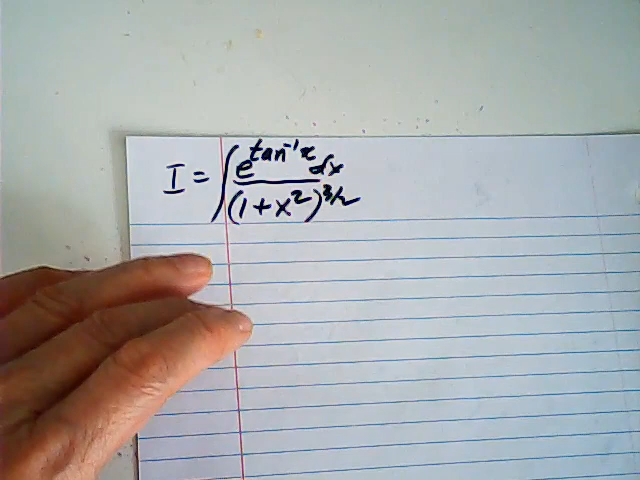 I = ∫ e^{tan⁻¹x} dx / (1 + x²)^{3/2}